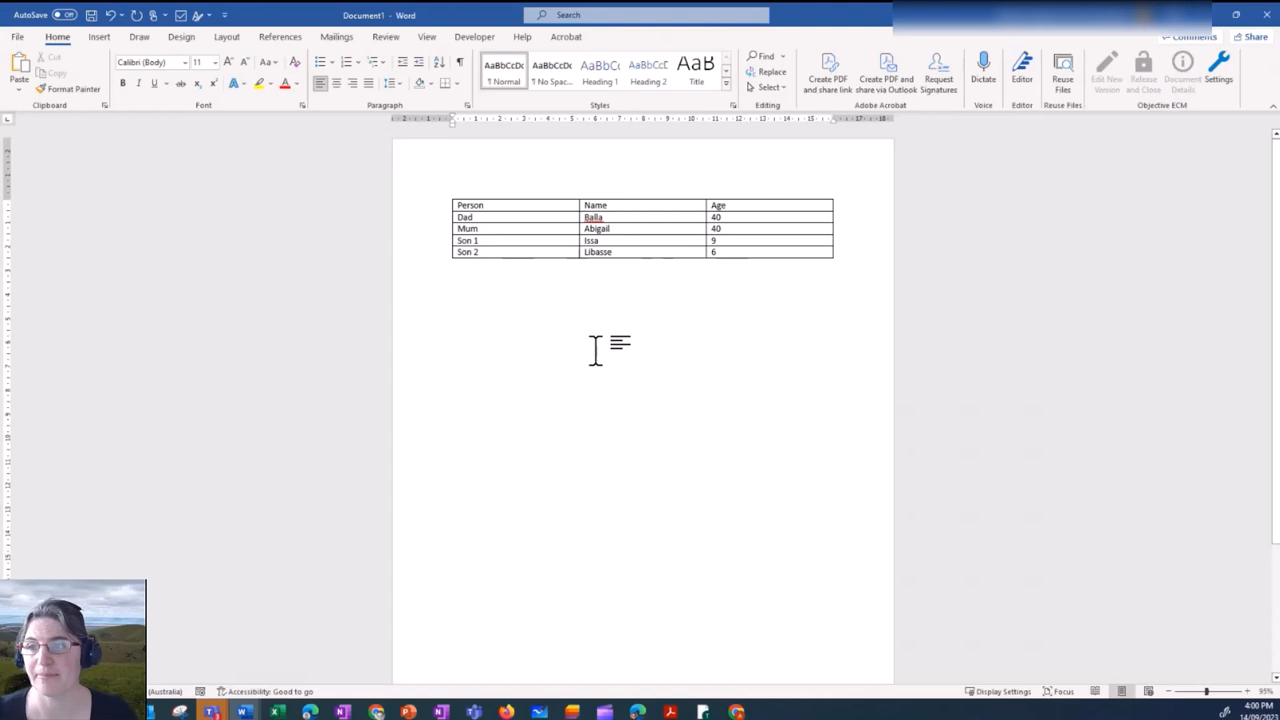 AutoSave Off Document1 - Word Search
File Home Insert Draw Design Layout References Mailings Review View Developer Help Acrobat Comments Share
Cut Calibri (Body) 11 AaBbCcDc AaBbCcDc AaBbCc AaBbCcC AaB Find
Copy Replace
Paste Format Painter ¶ Normal ¶ No Spac... Heading 1 Heading 2 Title Select Create PDF and share link Create PDF and share via Outlook Request Signatures Dictate Editor Reuse Files Edit New Version Release and Close Document Details Settings
Clipboard Font Paragraph Styles Editing Adobe Acrobat Voice Editor Reuse Files Objective ECM
Person Name Age
Dad Balla 40
Mum Abigail 40
Son 1 Issa 9
Son 2 Libasse 6
(Australia) Accessibility: Good to go Display Settings Focus 95%
4:00 PM
14/09/2023